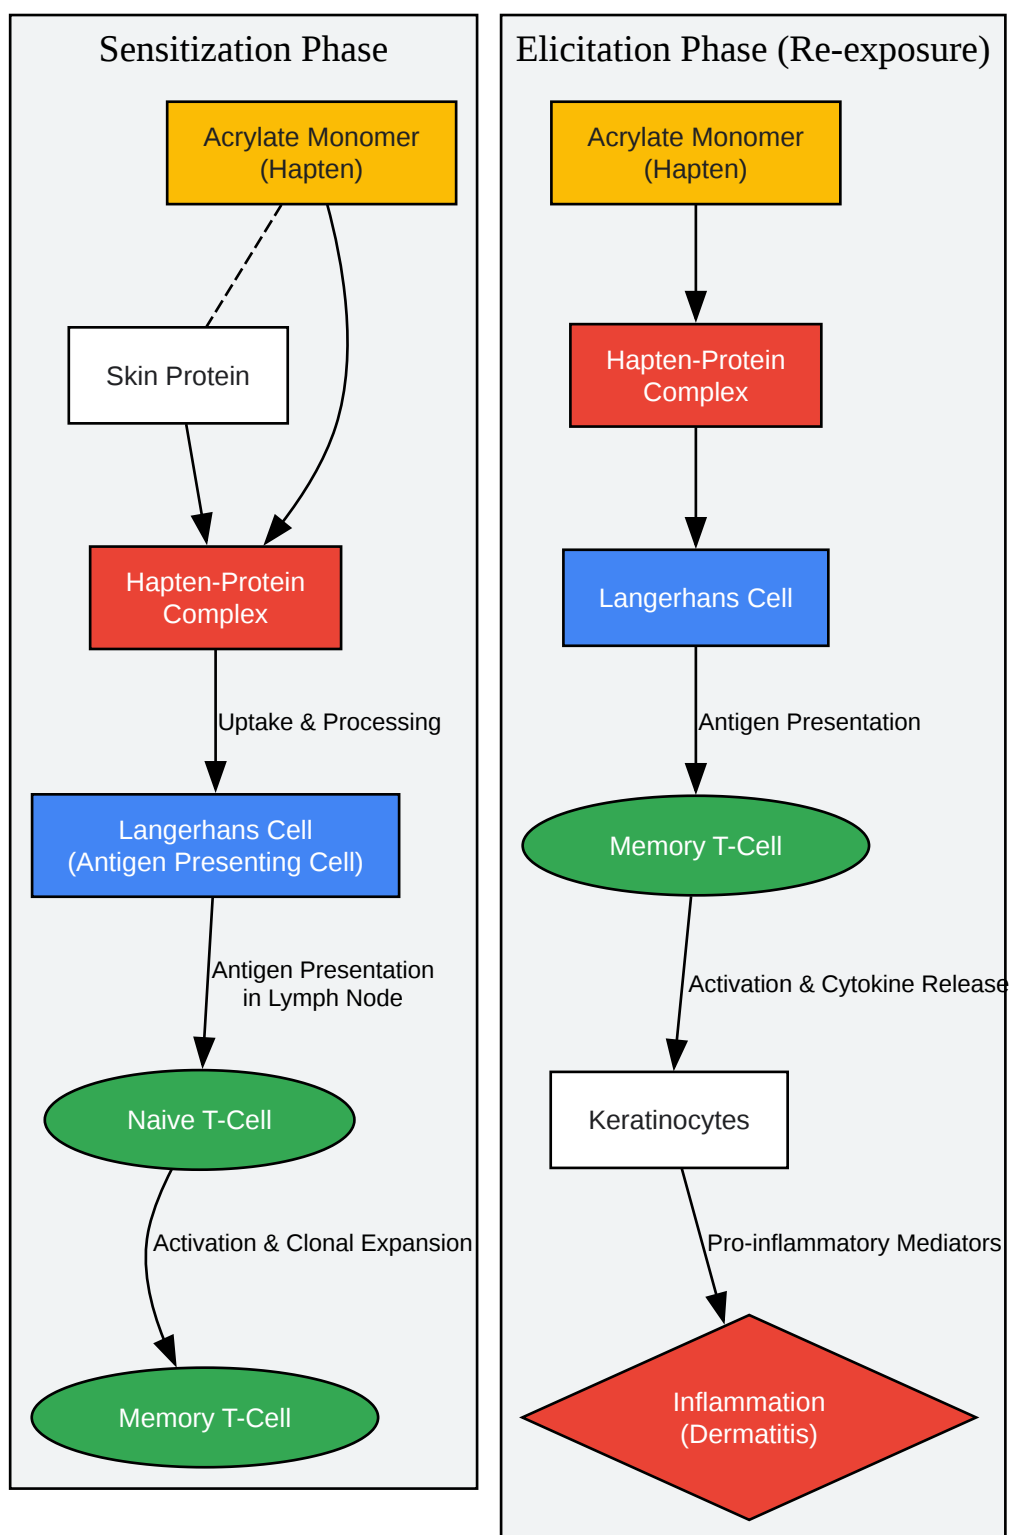 Sensitization Phase
Acrylate Monomer
(Hapten)
Skin Protein
Hapten-Protein
Complex
Uptake & Processing
Langerhans Cell
(Antigen Presenting Cell)
Antigen Presentation
in Lymph Node
Naive T-Cell
Activation & Clonal Expansion
Memory T-Cell
Elicitation Phase (Re-exposure)
Acrylate Monomer
(Hapten)
Hapten-Protein
Complex
Langerhans Cell
Antigen Presentation
Memory T-Cell
Activation & Cytokine Release
Keratinocytes
Pro-inflammatory Mediators
Inflammation
(Dermatitis)